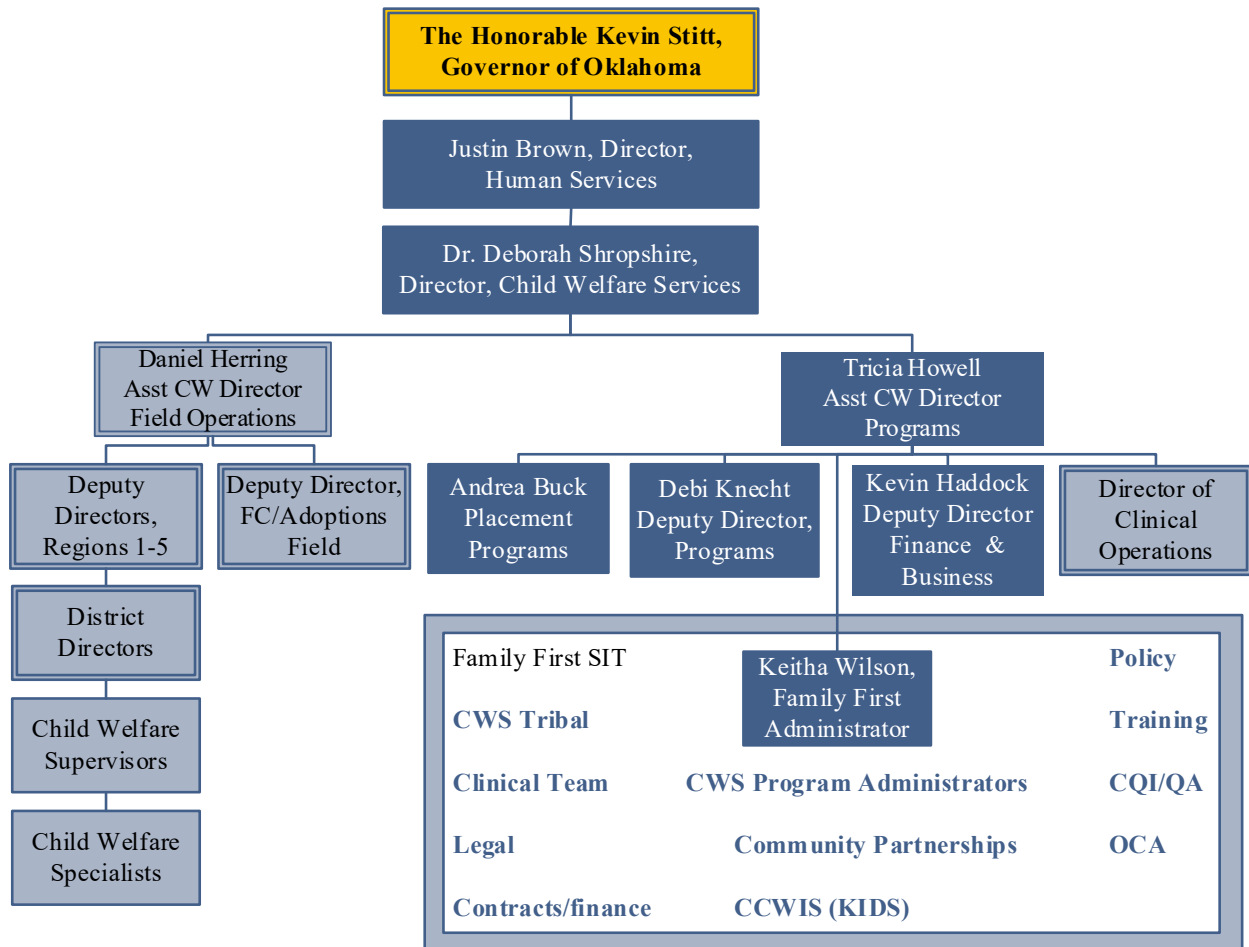 The Honorable Kevin Stitt,
Governor of Oklahoma
Justin Brown, Director,
Human Services
Dr. Deborah Shropshire,
Director, Child Welfare Services
Daniel Herring
Asst CW Director
Field Operations
Tricia Howell
Asst CW Director
Programs
Deputy
Directors,
Regions 1-5
Deputy Director,
FC/Adoptions
Field
Andrea Buck
Placement
Programs
Debi Knecht
Deputy Director,
Programs
Kevin Haddock
Deputy Director
Finance &
Business
Director of
Clinical
Operations
District
Directors
Child Welfare
Supervisors
Child Welfare
Specialists
Family First SIT
Keitha Wilson,
Family First
Administrator
Policy
CWS Tribal
Training
Clinical Team
CWS Program Administrators
CQI/QA
Legal
Community Partnerships
OCA
Contracts/finance
CCWIS (KIDS)